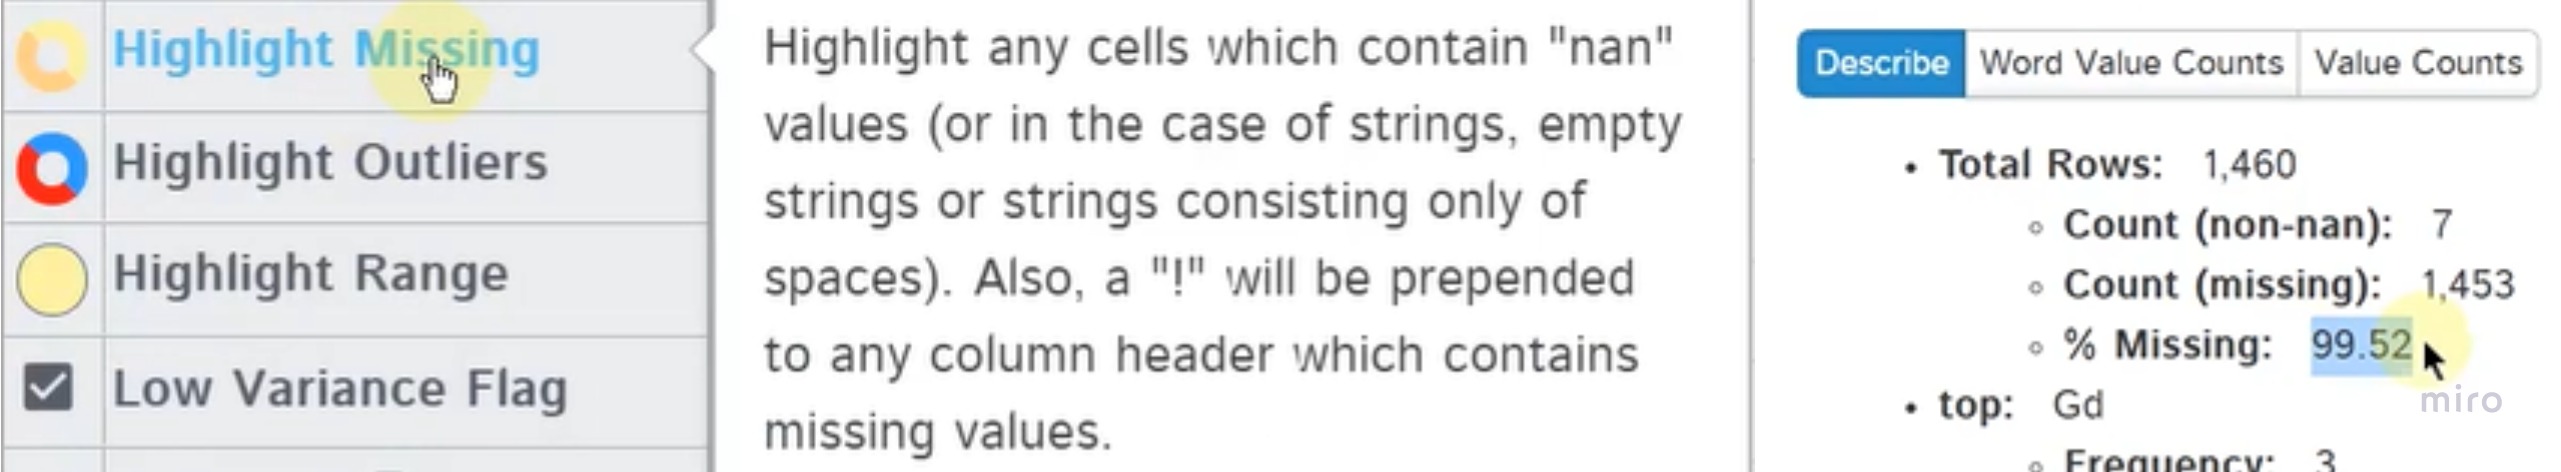 Highlight Missing
Highlight Outliers
Highlight Range
Low Variance Flag
Highlight any cells which contain "nan"
values (or in the case of strings, empty
strings or strings consisting only of
spaces). Also, a "!" will be prepended
to any column header which contains
missing values.
Describe Word Value Counts Value Counts
• Total Rows: 1,460
◦ Count (non-nan): 7
◦ Count (missing): 1,453
◦ % Missing: 99.52
miro
• top: Gd
◦ Frequency: 3